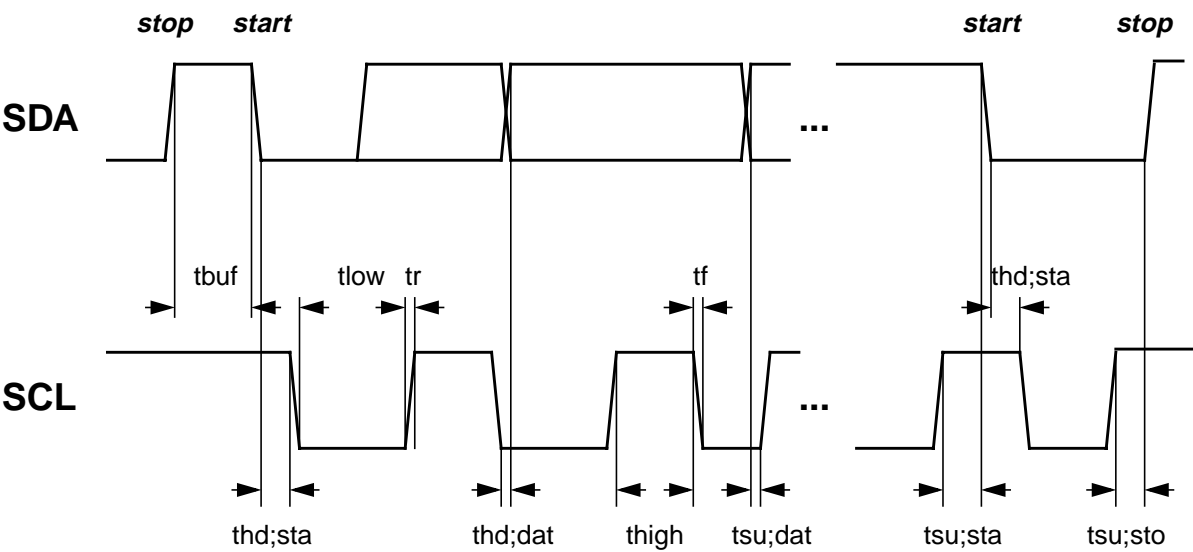 stop start start stop
SDA ...
tbuf tlow tr tf thd;sta
SCL ...
thd;sta thd;dat thigh tsu;dat tsu;sta tsu;sto